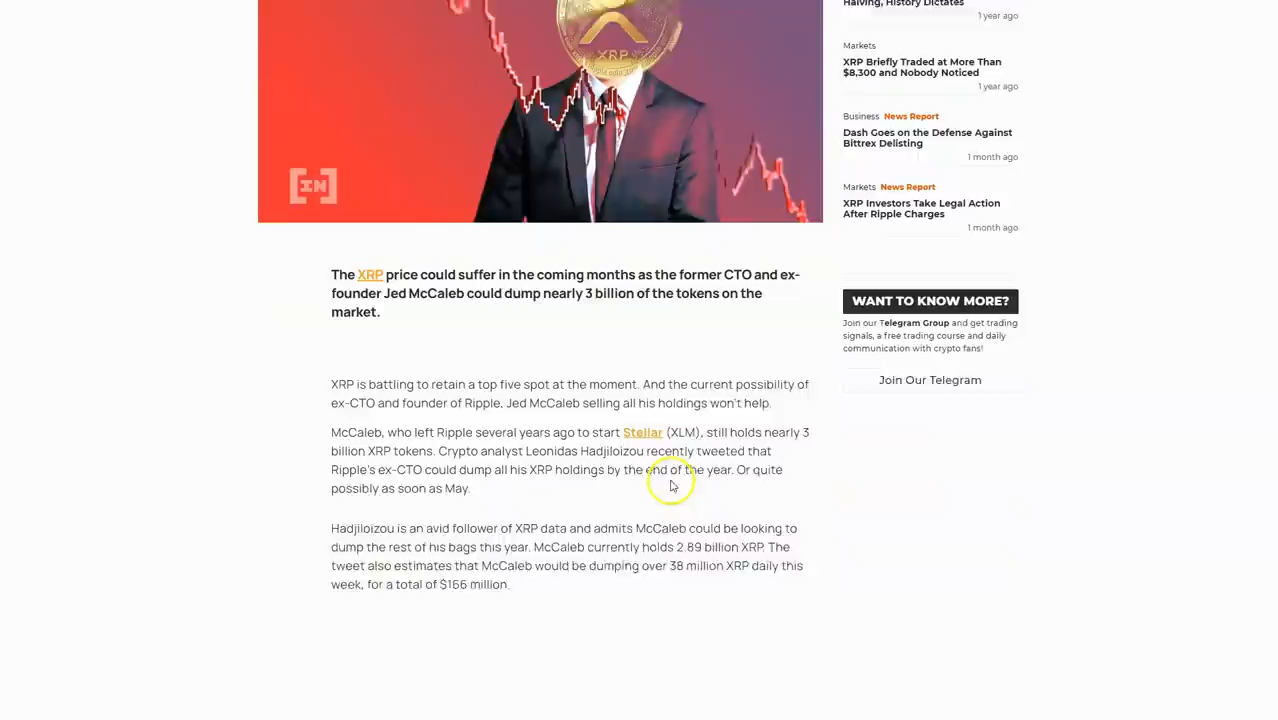 XRP
[IN]
The XRP price could suffer in the coming months as the former CTO and ex-
founder Jed McCaleb could dump nearly 3 billion of the tokens on the
market.
XRP is battling to retain a top five spot at the moment. And the current possibility of
ex-CTO and founder of Ripple, Jed McCaleb selling all his holdings won't help.
McCaleb, who left Ripple several years ago to start Stellar (XLM), still holds nearly 3
billion XRP tokens. Crypto analyst Leonidas Hadjiloizou recently tweeted that
Ripple's ex-CTO could dump all his XRP holdings by the end of the year. Or quite
possibly as soon as May.
Hadjiloizou is an avid follower of XRP data and admits McCaleb could be looking to
dump the rest of his bags this year. McCaleb currently holds 2.89 billion XRP. The
tweet also estimates that McCaleb would be dumping over 38 million XRP daily this
week, for a total of $166 million.
Halving, History Dictates
1 year ago
Markets
XRP Briefly Traded at More Than
$8,300 and Nobody Noticed
1 year ago
Business News Report
Dash Goes on the Defense Against
Bittrex Delisting
1 month ago
Markets News Report
XRP Investors Take Legal Action
After Ripple Charges
1 month ago
WANT TO KNOW MORE?
Join our Telegram Group and get trading
signals, a free trading course and daily
communication with crypto fans!
Join Our Telegram